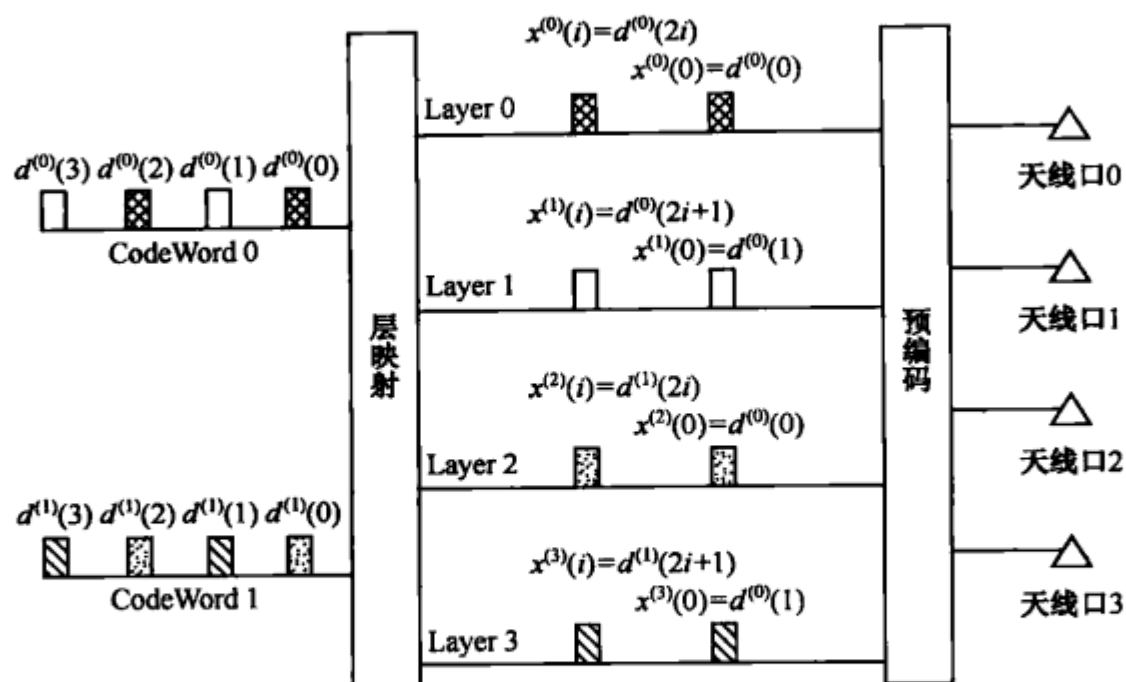 x⁽⁰⁾(i)=d⁽⁰⁾(2i)
x⁽⁰⁾(0)=d⁽⁰⁾(0)
Layer 0
天线口0
d⁽⁰⁾(3) d⁽⁰⁾(2) d⁽⁰⁾(1) d⁽⁰⁾(0)
CodeWord 0
x⁽¹⁾(i)=d⁽⁰⁾(2i+1)
x⁽¹⁾(0)=d⁽⁰⁾(1)
Layer 1
天线口1
层映射
预编码
x⁽²⁾(i)=d⁽¹⁾(2i)
x⁽²⁾(0)=d⁽⁰⁾(0)
Layer 2
天线口2
d⁽¹⁾(3) d⁽¹⁾(2) d⁽¹⁾(1) d⁽¹⁾(0)
CodeWord 1
x⁽³⁾(i)=d⁽¹⁾(2i+1)
x⁽³⁾(0)=d⁽⁰⁾(1)
Layer 3
天线口3